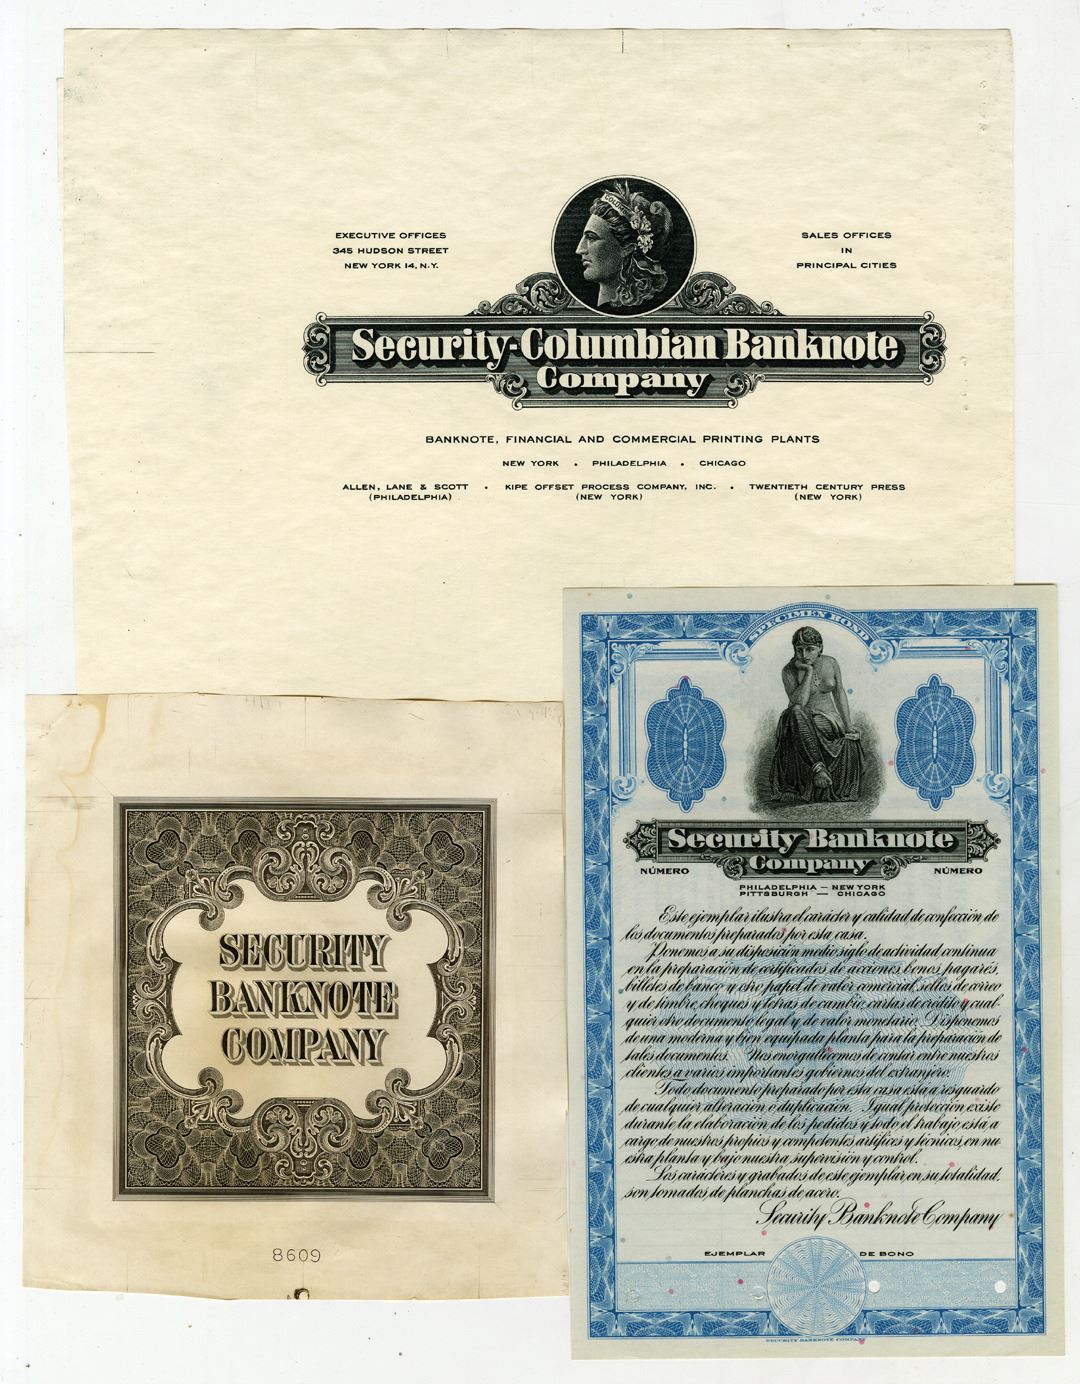 EXECUTIVE OFFICES
345 HUDSON STREET
NEW YORK 14, N.Y.
SALES OFFICES
IN
PRINCIPAL CITIES
Security-Columbian Banknote
Company
BANKNOTE, FINANCIAL AND COMMERCIAL PRINTING PLANTS
NEW YORK • PHILADELPHIA • CHICAGO
ALLEN, LANE & SCOTT • KIPE OFFSET PROCESS COMPANY, INC. • TWENTIETH CENTURY PRESS
(PHILADELPHIA) (NEW YORK) (NEW YORK)
SECURITY
BANKNOTE
COMPANY
8609
SPECIMEN BOND
Security Banknote
Company
NÚMERO NÚMERO
PHILADELPHIA — NEW YORK
PITTSBURGH — CHICAGO
Este ejemplar ilustra el carácter y calidad de confección de
los documentos preparados por esta casa.
Ponemos a su disposición medio siglo de actividad continua
en la preparación de certificados de acciones, bonos, pagarés,
billetes de banco y otro papel de valor comercial, sellos de correo
y de timbre, cheques y letras de cambio, cartas de crédito y cual-
quier otro documento legal y de valor monetario. Disponemos
de una moderna y bien equipada planta para la preparación de
tales documentos. Nos enorgullecemos de contar entre nuestros
clientes a varios importantes gobiernos del extranjero.
Todo documento preparado por esta casa está a resguardo
de cualquier alteración o duplicación. Igual protección existe
durante la elaboración de los pedidos y todo el trabajo está a
cargo de nuestros propios y competentes artífices y técnicos, en nu
estra planta y bajo nuestra supervisión y control.
Los carácteres y grabados de este ejemplar, en su totalidad,
son tomados de planchas de acero.
Security Banknote Company
EJEMPLAR DE BONO
SECURITY BANKNOTE COMPANY